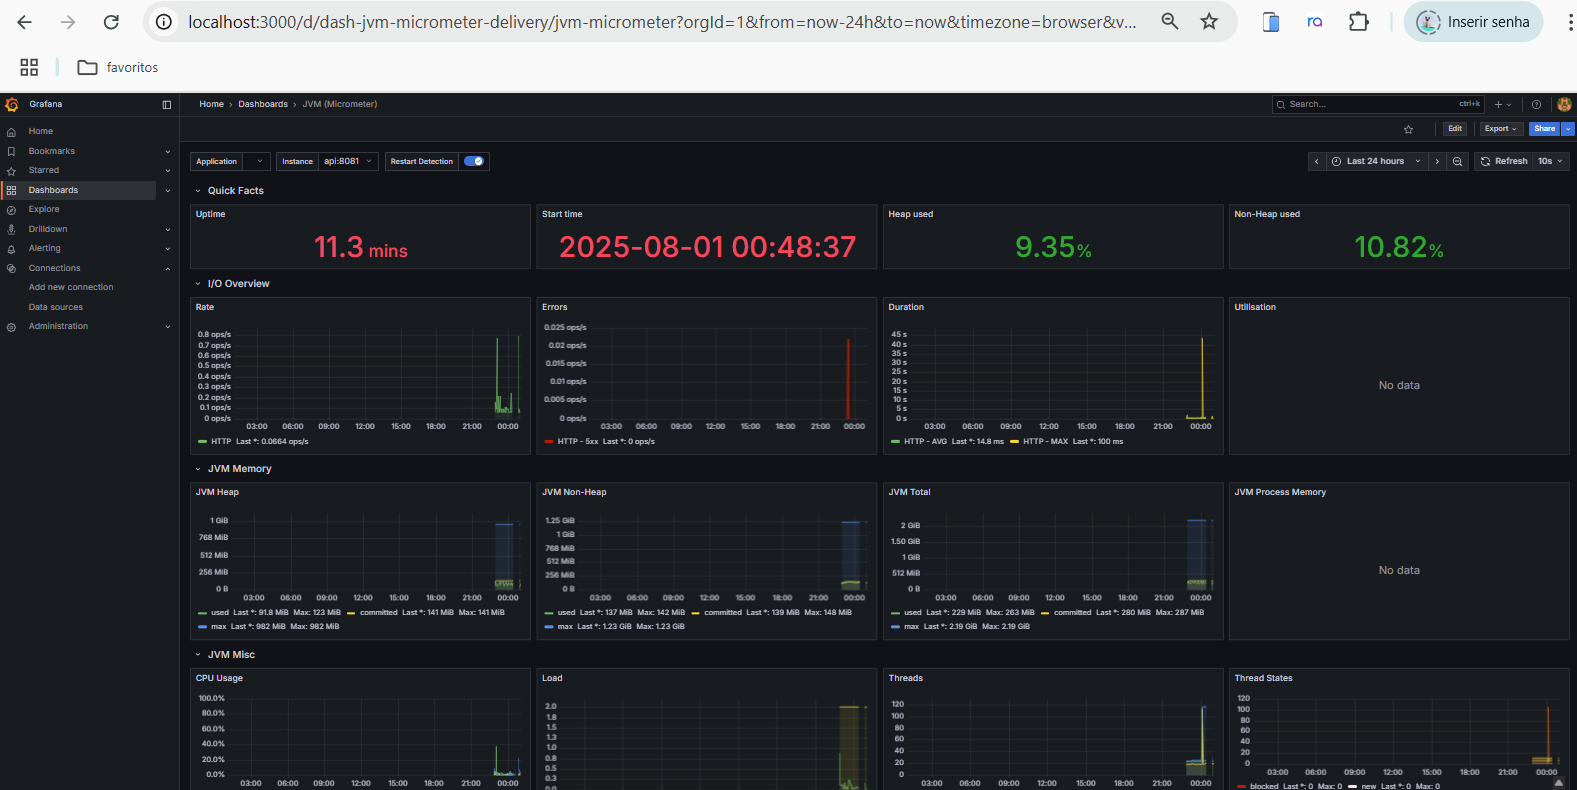 localhost:3000/d/dash-jvm-micrometer-delivery/jvm-micrometer?orgId=1&from=now-24h&to=now&timezone=browser&v... Inserir senha
favoritos
Grafana
Home › Dashboards › JVM (Micrometer)
Search... ctrl+k
Home
Bookmarks
Starred
Dashboards
Explore
Drilldown
Alerting
Connections
Add new connection
Data sources
Administration
Edit Export Share
Application Instance api:8081 Restart Detection
Last 24 hours Refresh 10s
Quick Facts
Uptime
11.3 mins
Start time
2025-08-01 00:48:37
Heap used
9.35%
Non-Heap used
10.82%
I/O Overview
Rate
0.8 ops/s
0.7 ops/s
0.6 ops/s
0.5 ops/s
0.4 ops/s
0.3 ops/s
0.2 ops/s
0.1 ops/s
0 ops/s
03:00 06:00 09:00 12:00 15:00 18:00 21:00 00:00
HTTP Last *: 0.0664 ops/s
Errors
0.025 ops/s
0.02 ops/s
0.015 ops/s
0.01 ops/s
0.005 ops/s
0 ops/s
03:00 06:00 09:00 12:00 15:00 18:00 21:00 00:00
HTTP - 5xx Last *: 0 ops/s
Duration
45 s
40 s
35 s
30 s
25 s
20 s
15 s
10 s
5 s
0 s
03:00 06:00 09:00 12:00 15:00 18:00 21:00 00:00
HTTP - AVG Last *: 14.8 ms HTTP - MAX Last *: 100 ms
Utilisation
No data
JVM Memory
JVM Heap
1 GiB
768 MiB
512 MiB
256 MiB
0 B
03:00 06:00 09:00 12:00 15:00 18:00 21:00 00:00
used Last *: 91.8 MiB Max: 123 MiB committed Last *: 141 MiB Max: 141 MiB
max Last *: 982 MiB Max: 982 MiB
JVM Non-Heap
1.25 GiB
1 GiB
768 MiB
512 MiB
256 MiB
0 B
03:00 06:00 09:00 12:00 15:00 18:00 21:00 00:00
used Last *: 137 MiB Max: 142 MiB committed Last *: 139 MiB Max: 148 MiB
max Last *: 1.23 GiB Max: 1.23 GiB
JVM Total
2 GiB
1.50 GiB
1 GiB
512 MiB
0 B
03:00 06:00 09:00 12:00 15:00 18:00 21:00 00:00
used Last *: 229 MiB Max: 263 MiB committed Last *: 280 MiB Max: 287 MiB
max Last *: 2.19 GiB Max: 2.19 GiB
JVM Process Memory
No data
JVM Misc
CPU Usage
100.0%
80.0%
60.0%
40.0%
20.0%
0.0%
03:00 06:00 09:00 12:00 15:00 18:00 21:00 00:00
Load
2.0
1.8
1.5
1.3
1.0
0.8
0.5
0.3
Threads
120
100
80
60
40
20
0
03:00 06:00 09:00 12:00 15:00 18:00 21:00 00:00
Thread States
120
100
80
60
40
20
0
03:00 06:00 09:00 12:00 15:00 18:00 21:00 00:00
blocked Last *: 0 Max: 0 new Last *: 0 Max: 0